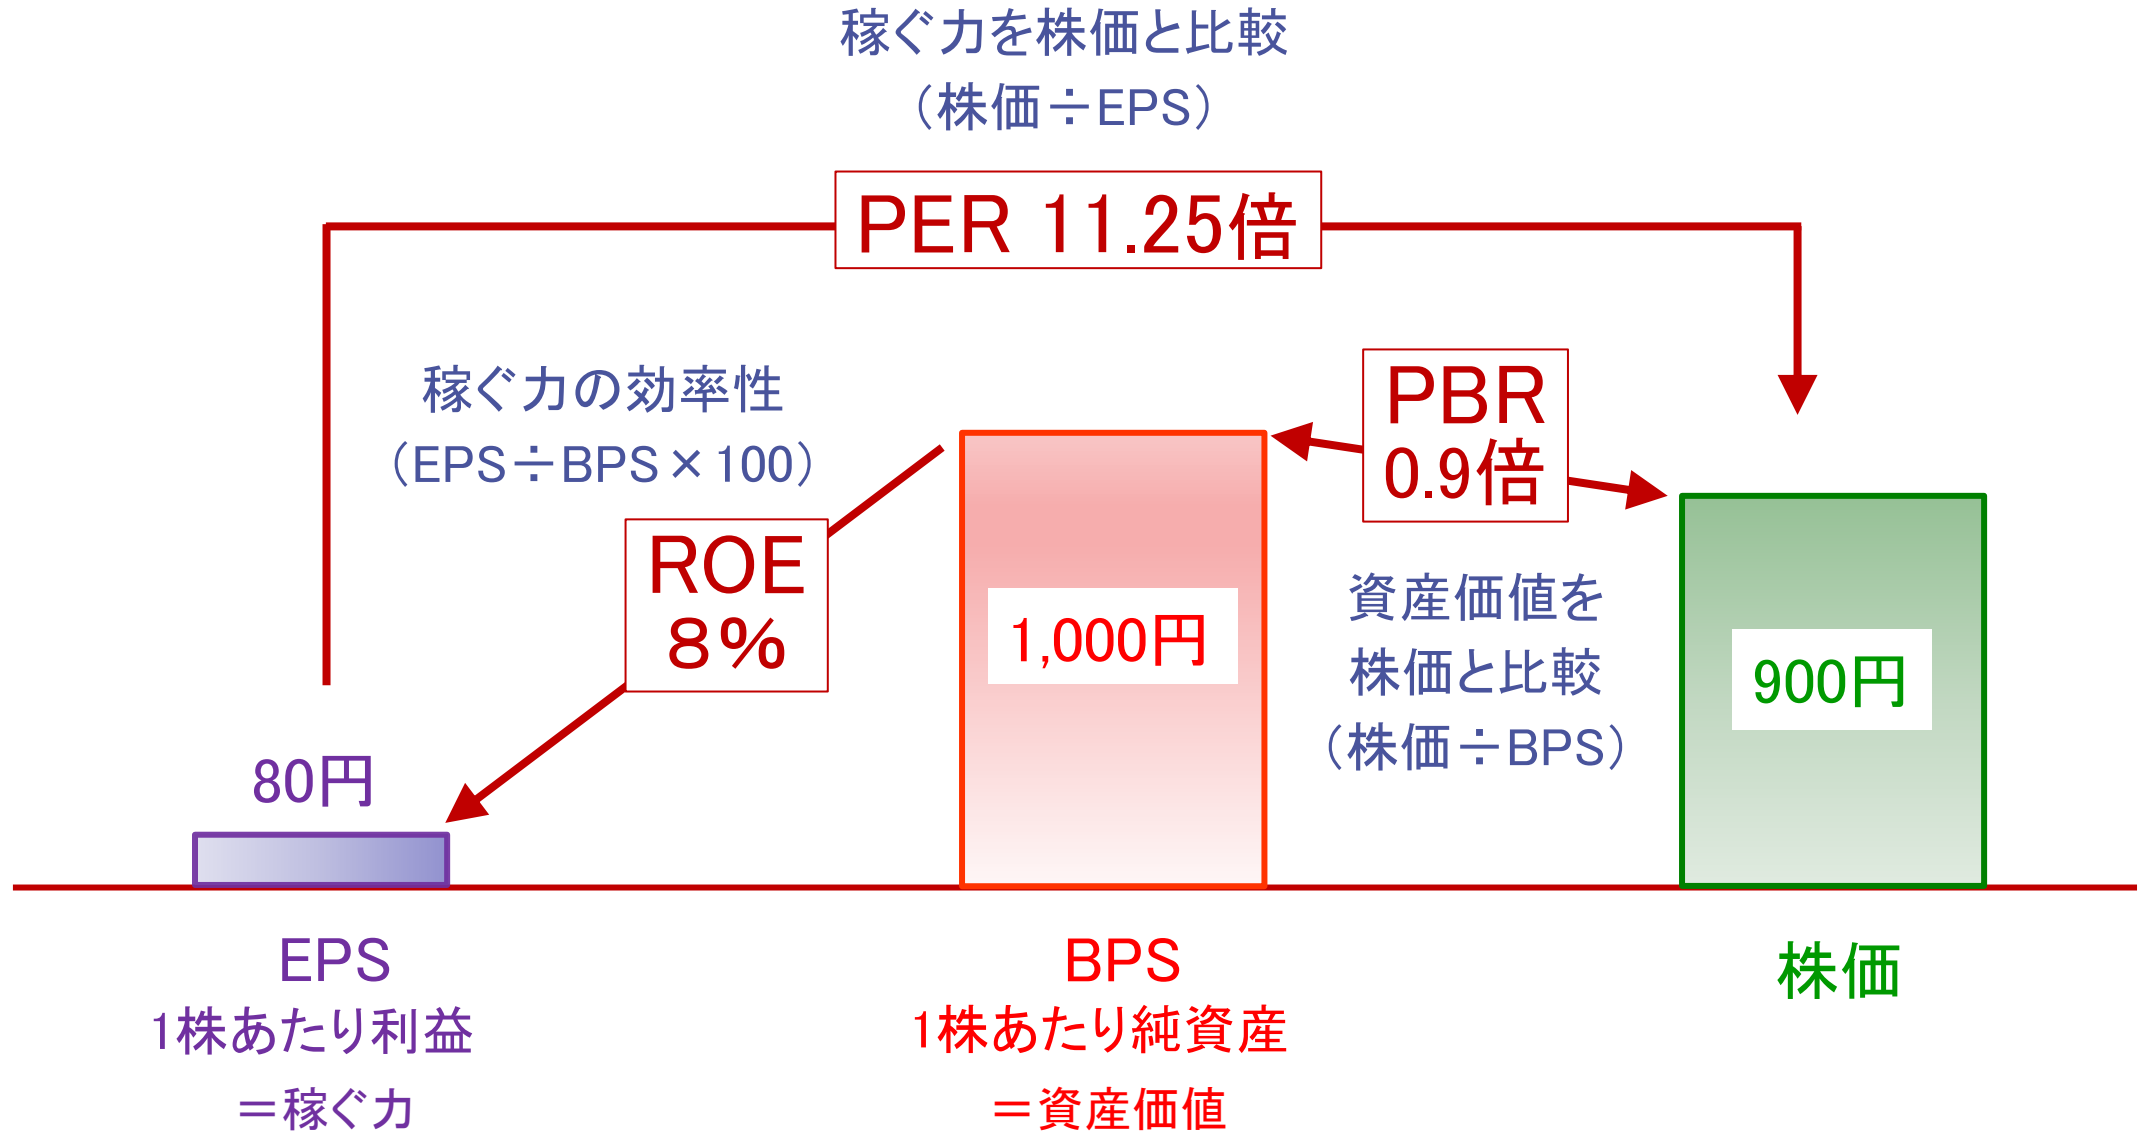 稼ぐ力を株価と比較
（株価÷EPS）
PER 11.25倍
稼ぐ力の効率性
（EPS÷BPS×100）
ROE
８％
PBR
0.9倍
資産価値を
株価と比較
（株価÷BPS）
80円
1,000円
900円
EPS
1株あたり利益
＝稼ぐ力
BPS
1株あたり純資産
＝資産価値
株価